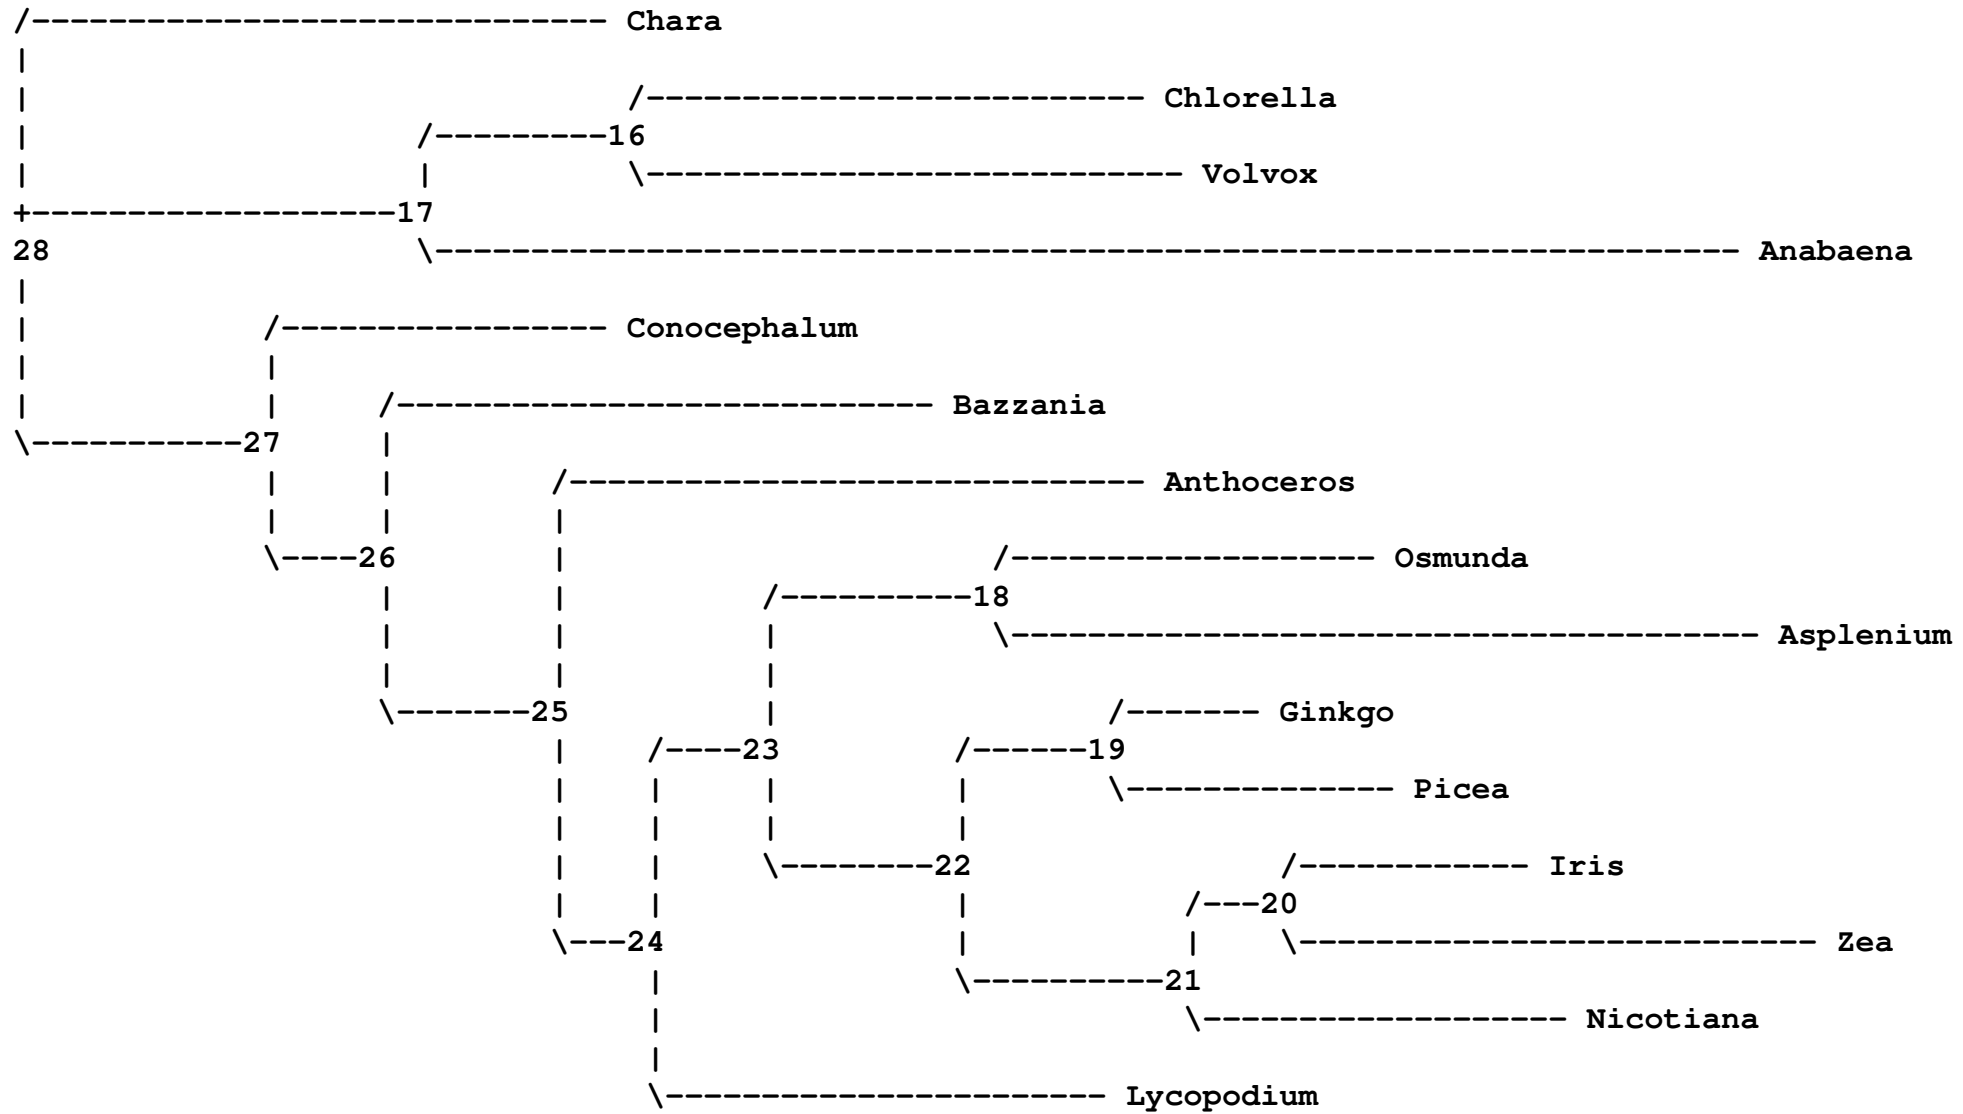 Chara
Chlorella
16
Volvox
17
28
Anabaena
Conocephalum
Bazzania
27
Anthoceros
26
Osmunda
18
Asplenium
25
Ginkgo
23
19
Picea
22
Iris
20
24
Zea
21
Nicotiana
Lycopodium